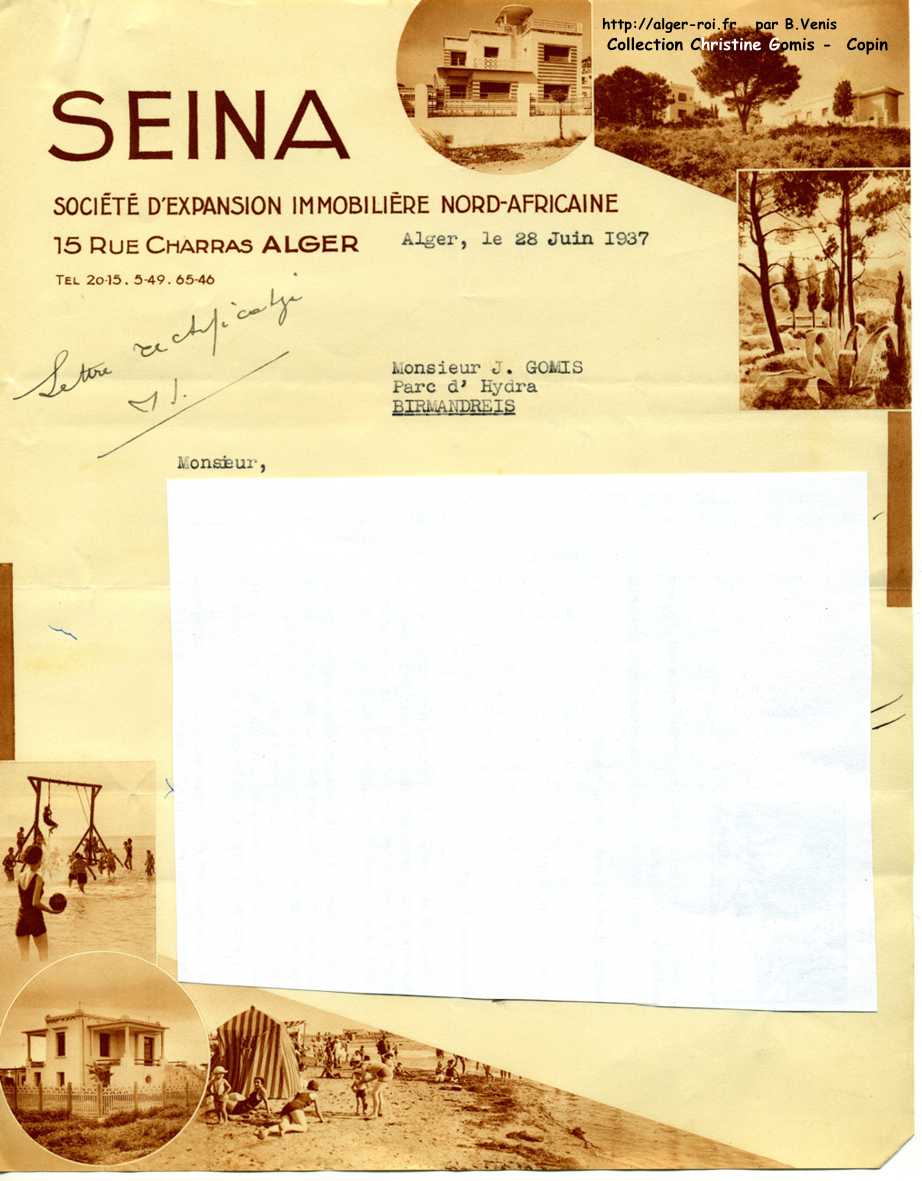 http://alger-roi.fr par B.Venis
Collection Christine Gomis - Copin
SEINA
SOCIÉTÉ D'EXPANSION IMMOBILIÈRE NORD-AFRICAINE
15 RUE CHARRAS ALGER
Alger, le 28 Juin 1937
TEL 20-15. 5-49. 65-46
Lettre rectificatif
Monsieur J. GOMIS
Parc d' Hydra
BIRMANDREIS
Monsieur,